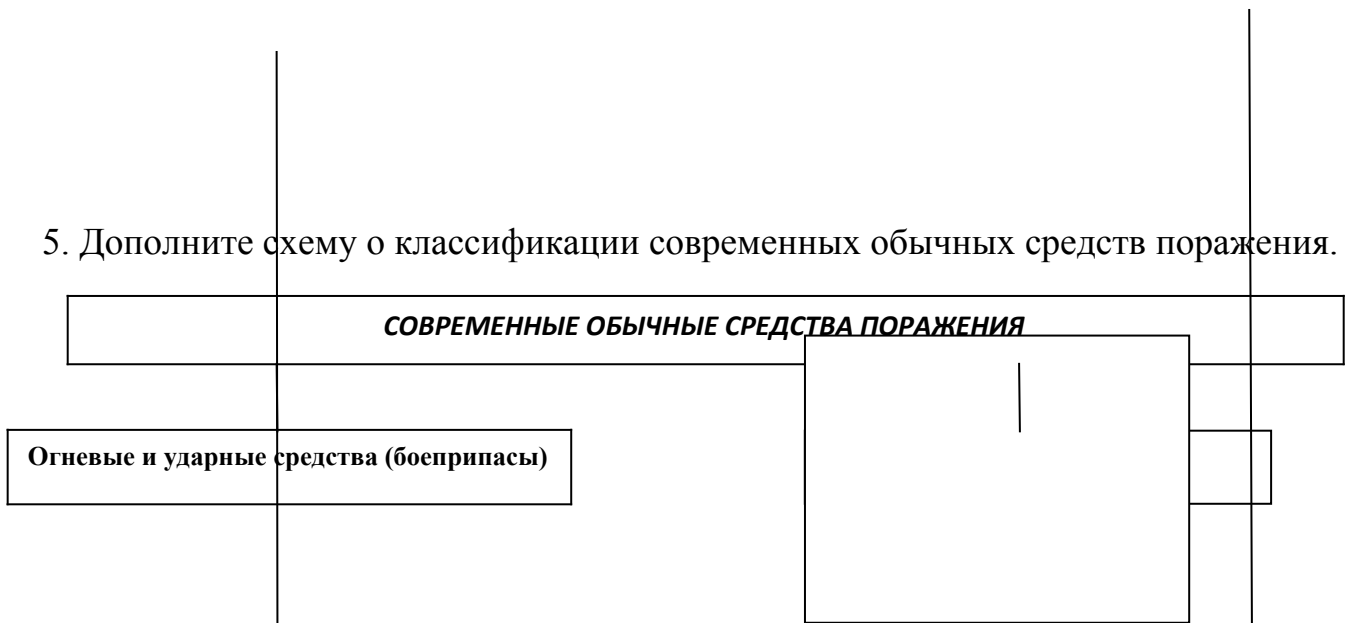 5. Дополните схему о классификации современных обычных средств поражения.
СОВРЕМЕННЫЕ ОБЫЧНЫЕ СРЕДСТВА ПОРАЖЕНИЯ
Огневые и ударные средства (боеприпасы)